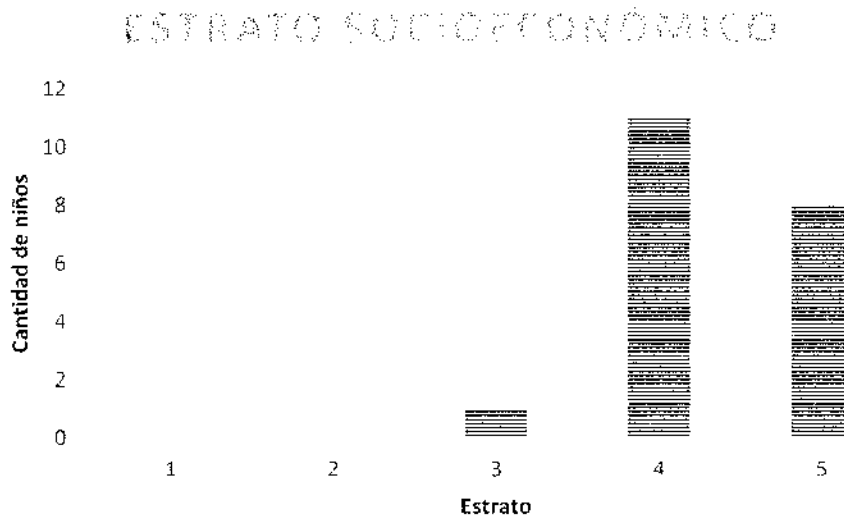 ESTRATO SOCIOECONÓMICO
12
10
8
6
4
2
0
Cantidad de niños
1 2 3 4 5
Estrato